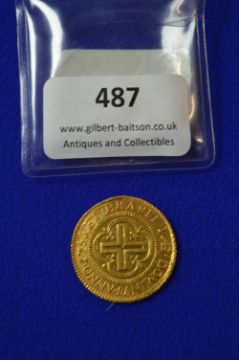 487
www.gilbert-baitson.co.uk
Antiques and Collectibles